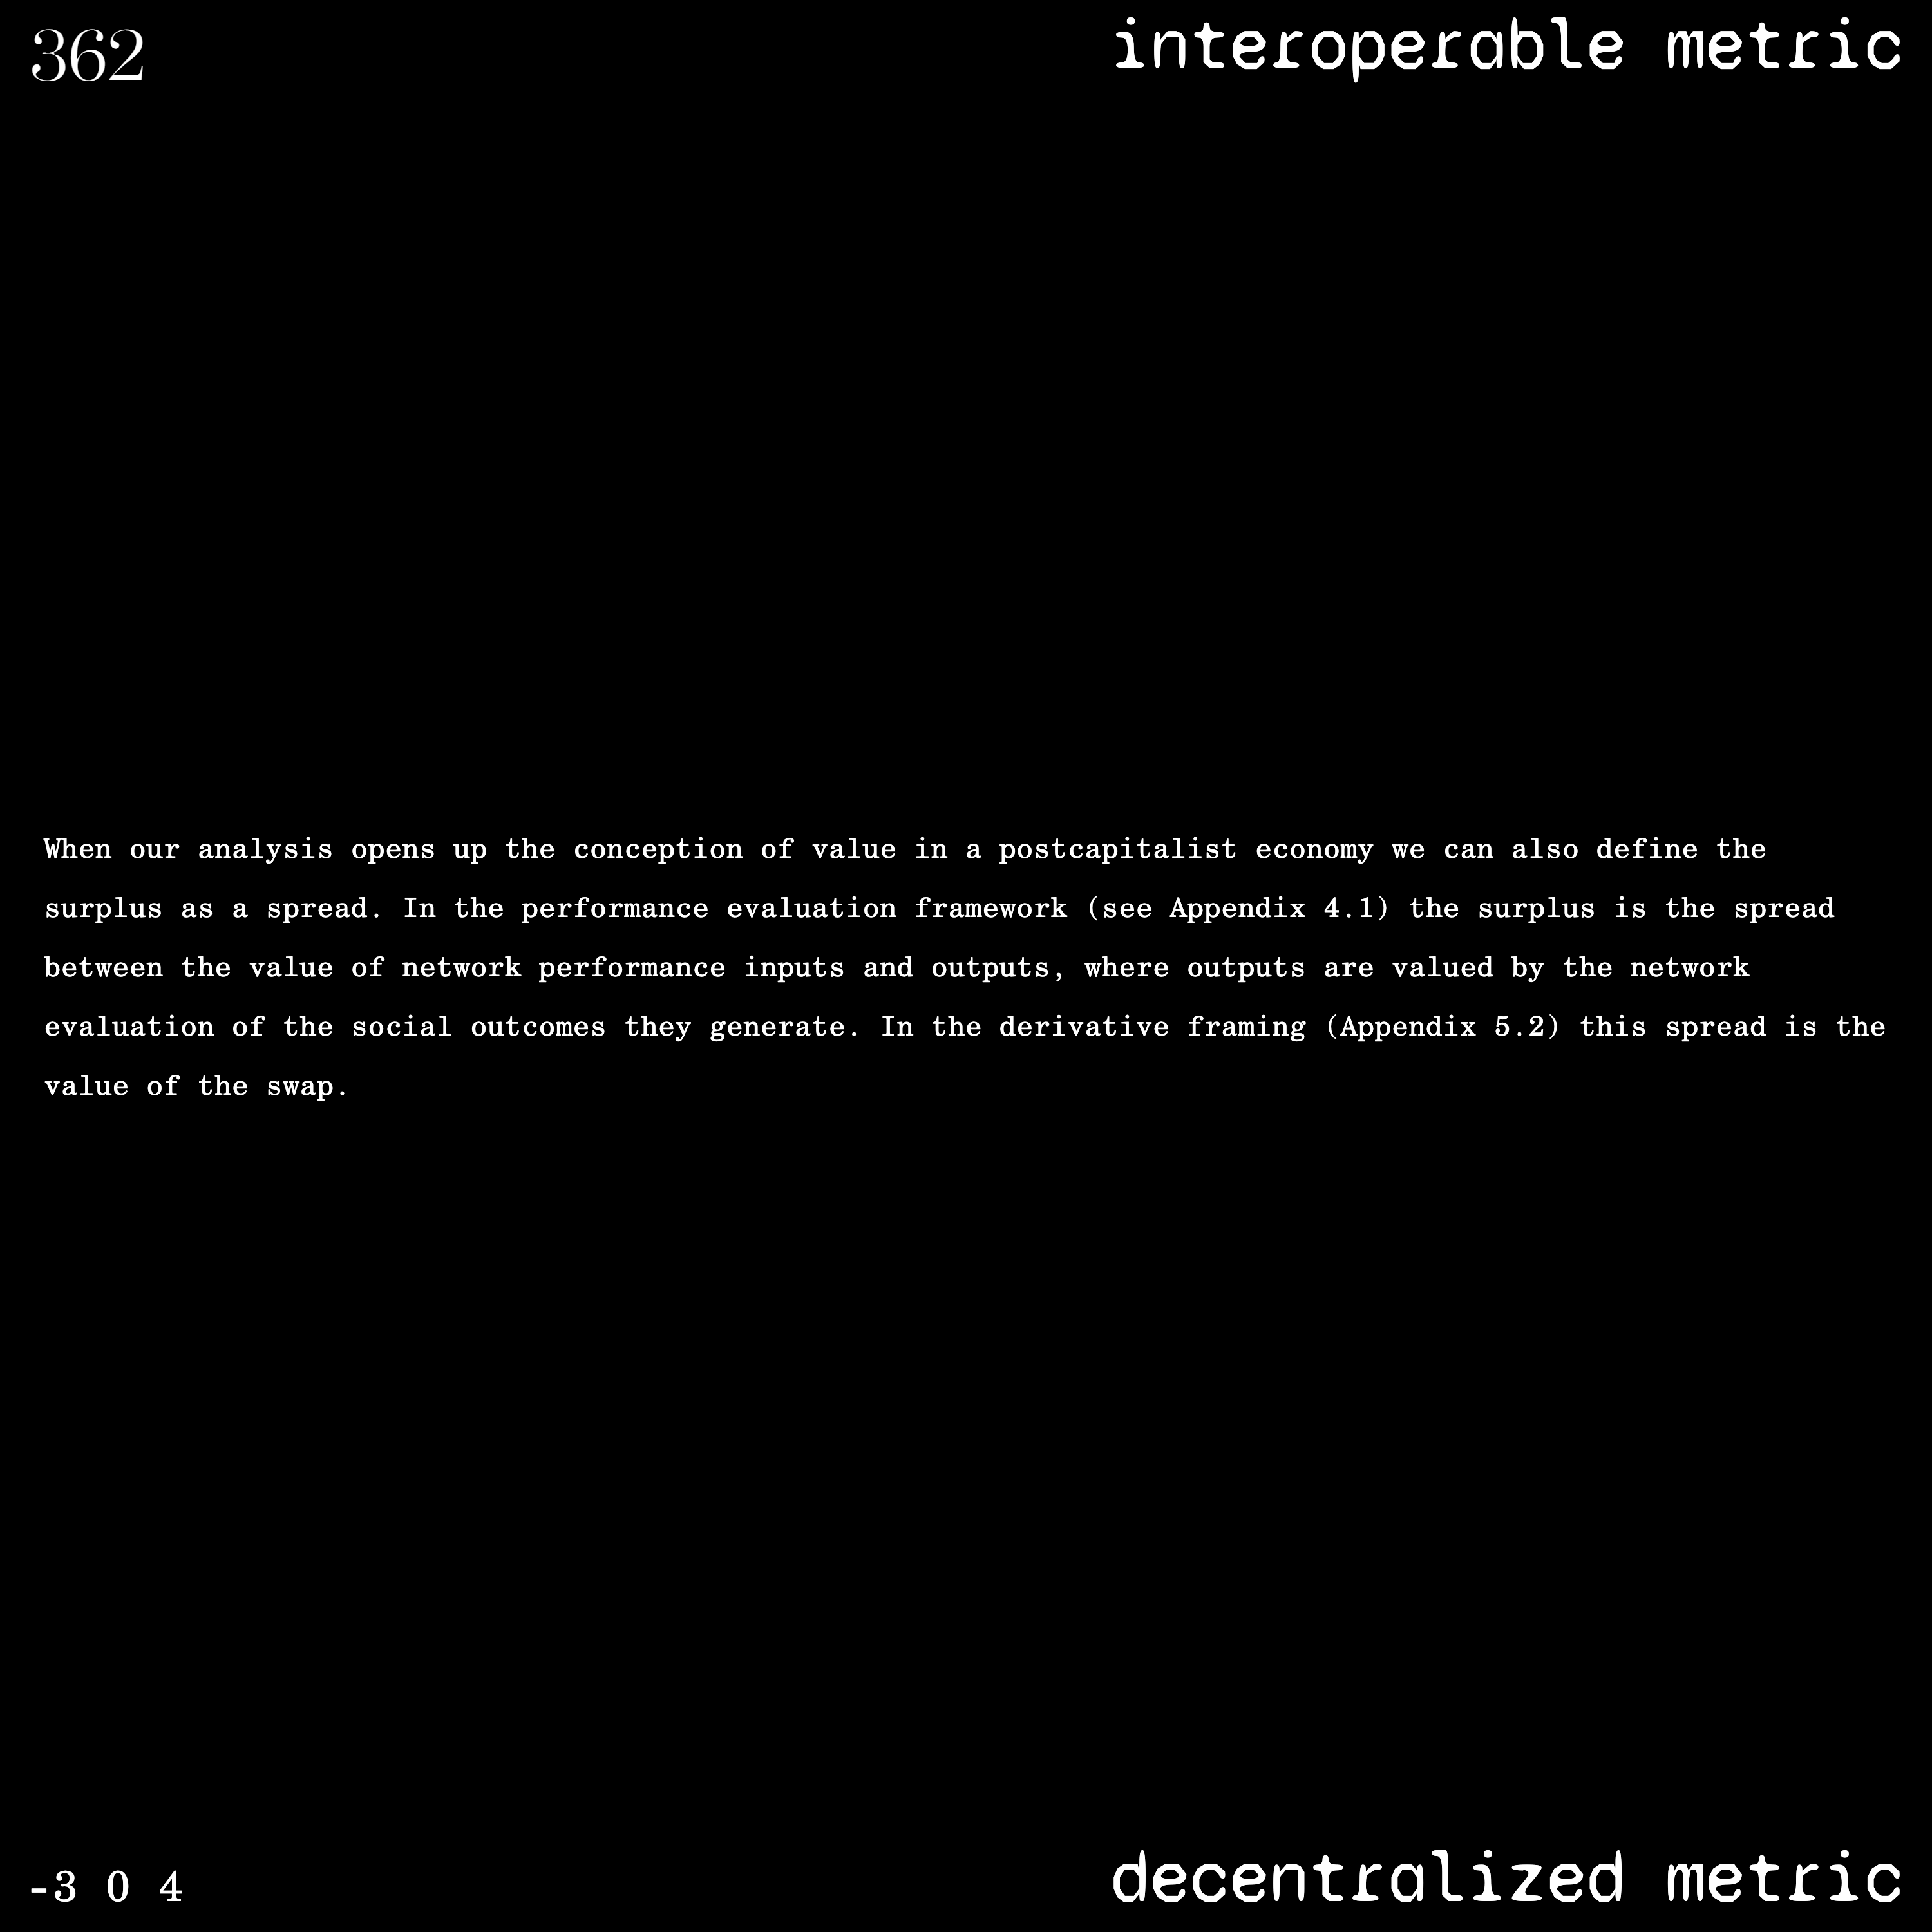 362
interoperable metric
When our analysis opens up the conception of value in a postcapitalist economy we can also define the
surplus as a spread. In the performance evaluation framework (see Appendix 4.1) the surplus is the spread
between the value of network performance inputs and outputs, where outputs are valued by the network
evaluation of the social outcomes they generate. In the derivative framing (Appendix 5.2) this spread is the
value of the swap.
-3 0 4
decentralized metric